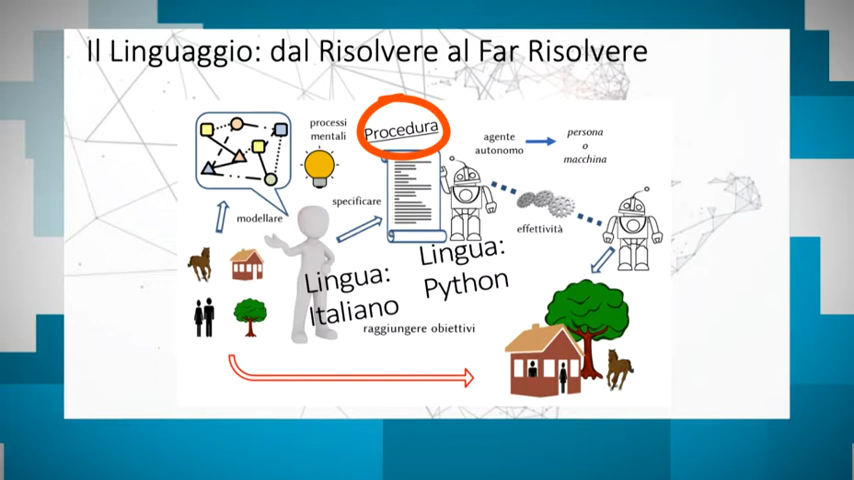 Il Linguaggio: dal Risolvere al Far Risolvere
processi
mentali
Procedura
agente
autonomo
persona
o
macchina
specificare
modellare
effettività
Lingua:
Italiano
Lingua:
Python
raggiungere obiettivi